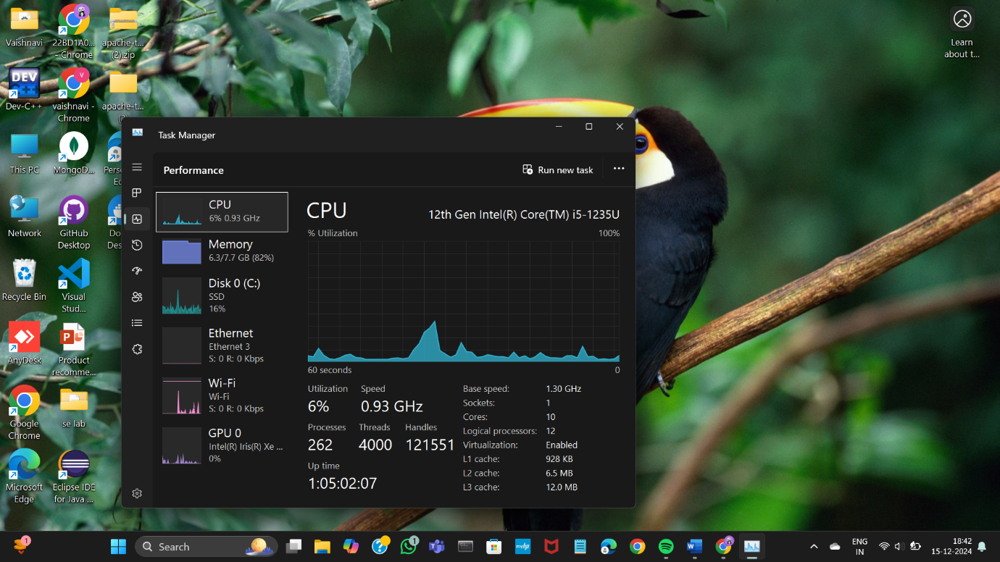 Vaishnavi
22BD1A0...
- Chrome
apache-t...
(2).zip
Learn
about t...
DEV
C++
V
Dev-C++
vaishnavi -
Chrome
apache-t...
This PC
MongoD...
Perso
Ec
Network
GitHub
Desktop
Do
Des
Recycle Bin
Visual
Stud...
AnyDesk
P
Product
recomme...
Google
Chrome
se lab
Microsoft
Edge
Eclipse IDE
for Java ...
Task Manager
Performance
Run new task
CPU
6% 0.93 GHz
Memory
6.3/7.7 GB (82%)
Disk 0 (C:)
SSD
16%
Ethernet
Ethernet 3
S: 0 R: 0 Kbps
Wi-Fi
Wi-Fi
S: 0 R: 0 Kbps
GPU 0
Intel(R) Iris(R) Xe ...
0%
CPU
12th Gen Intel(R) Core(TM) i5-1235U
% Utilization
100%
60 seconds
0
Utilization Speed
6% 0.93 GHz
Processes Threads Handles
262 4000 121551
Up time
1:05:02:07
Base speed: 1.30 GHz
Sockets: 1
Cores: 10
Logical processors: 12
Virtualization: Enabled
L1 cache: 928 KB
L2 cache: 6.5 MB
L3 cache: 12.0 MB
1
Search
1
myhp
W
ENG
IN
18:42
15-12-2024